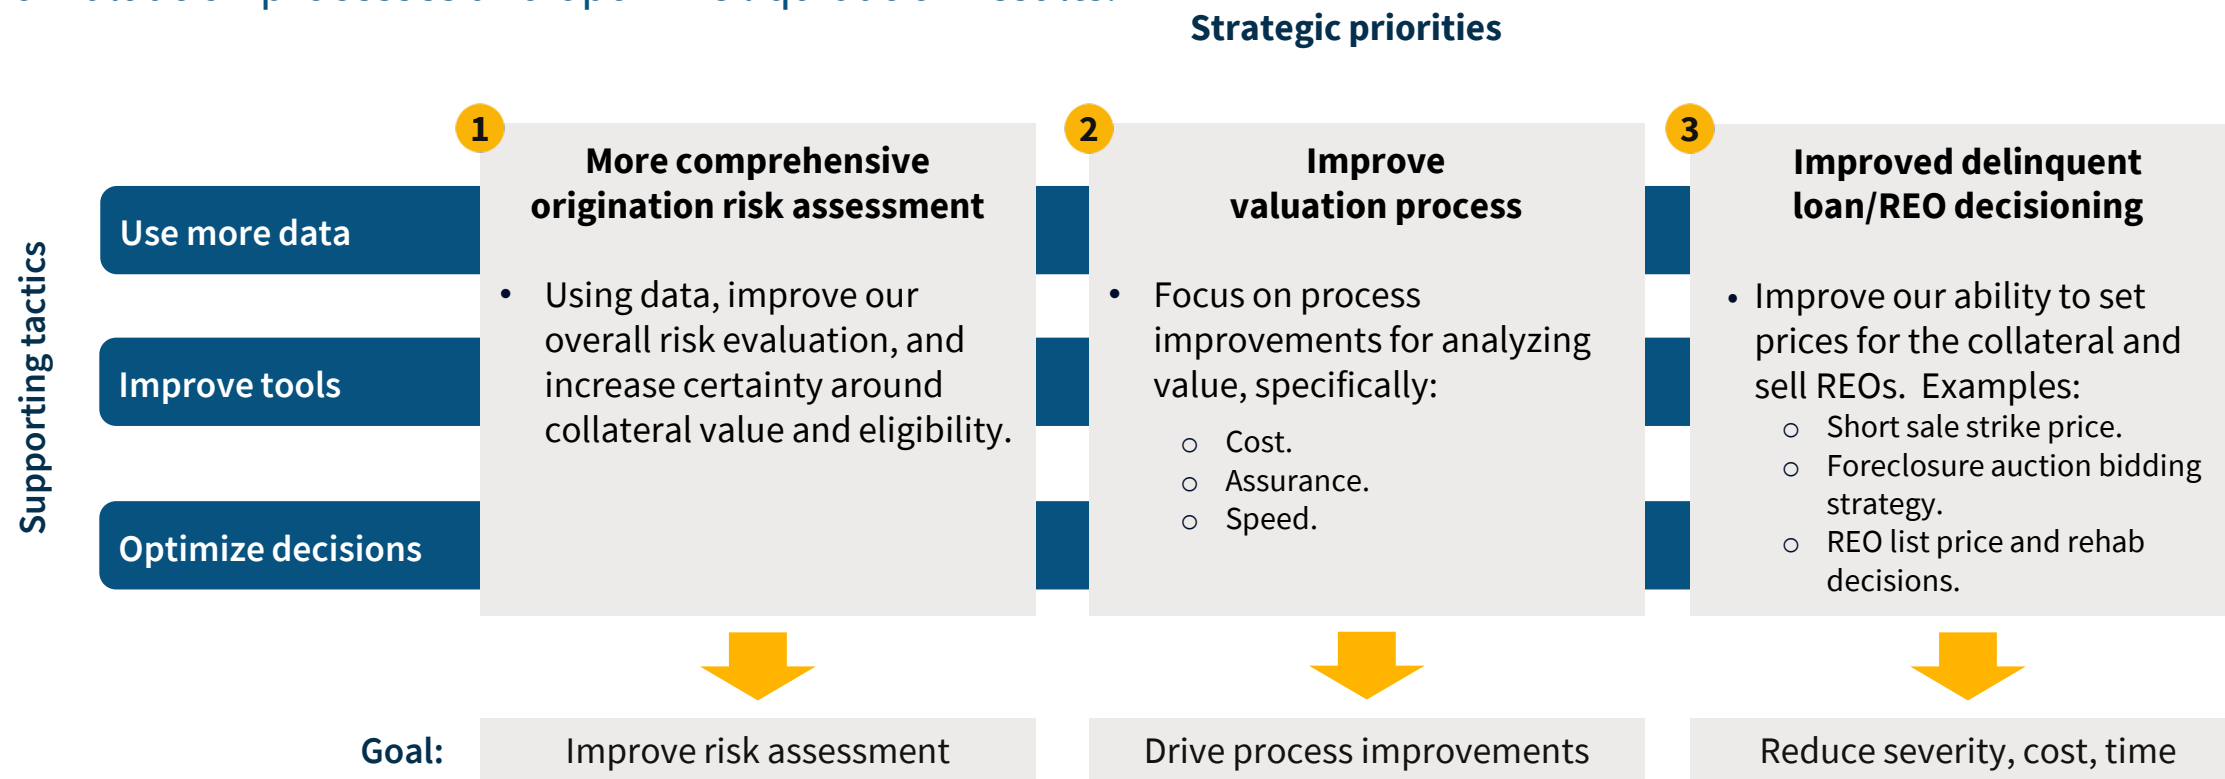 Strategic priorities
Supporting tactics
Use more data
Improve tools
Optimize decisions
1
More comprehensive
origination risk assessment
• Using data, improve our
overall risk evaluation, and
increase certainty around
collateral value and eligibility.
2
Improve
valuation process
• Focus on process
improvements for analyzing
value, specifically:
o Cost.
o Assurance.
o Speed.
3
Improved delinquent
loan/REO decisioning
• Improve our ability to set
prices for the collateral and
sell REOs. Examples:
o Short sale strike price.
o Foreclosure auction bidding
strategy.
o REO list price and rehab
decisions.
Goal:
Improve risk assessment
Drive process improvements
Reduce severity, cost, time